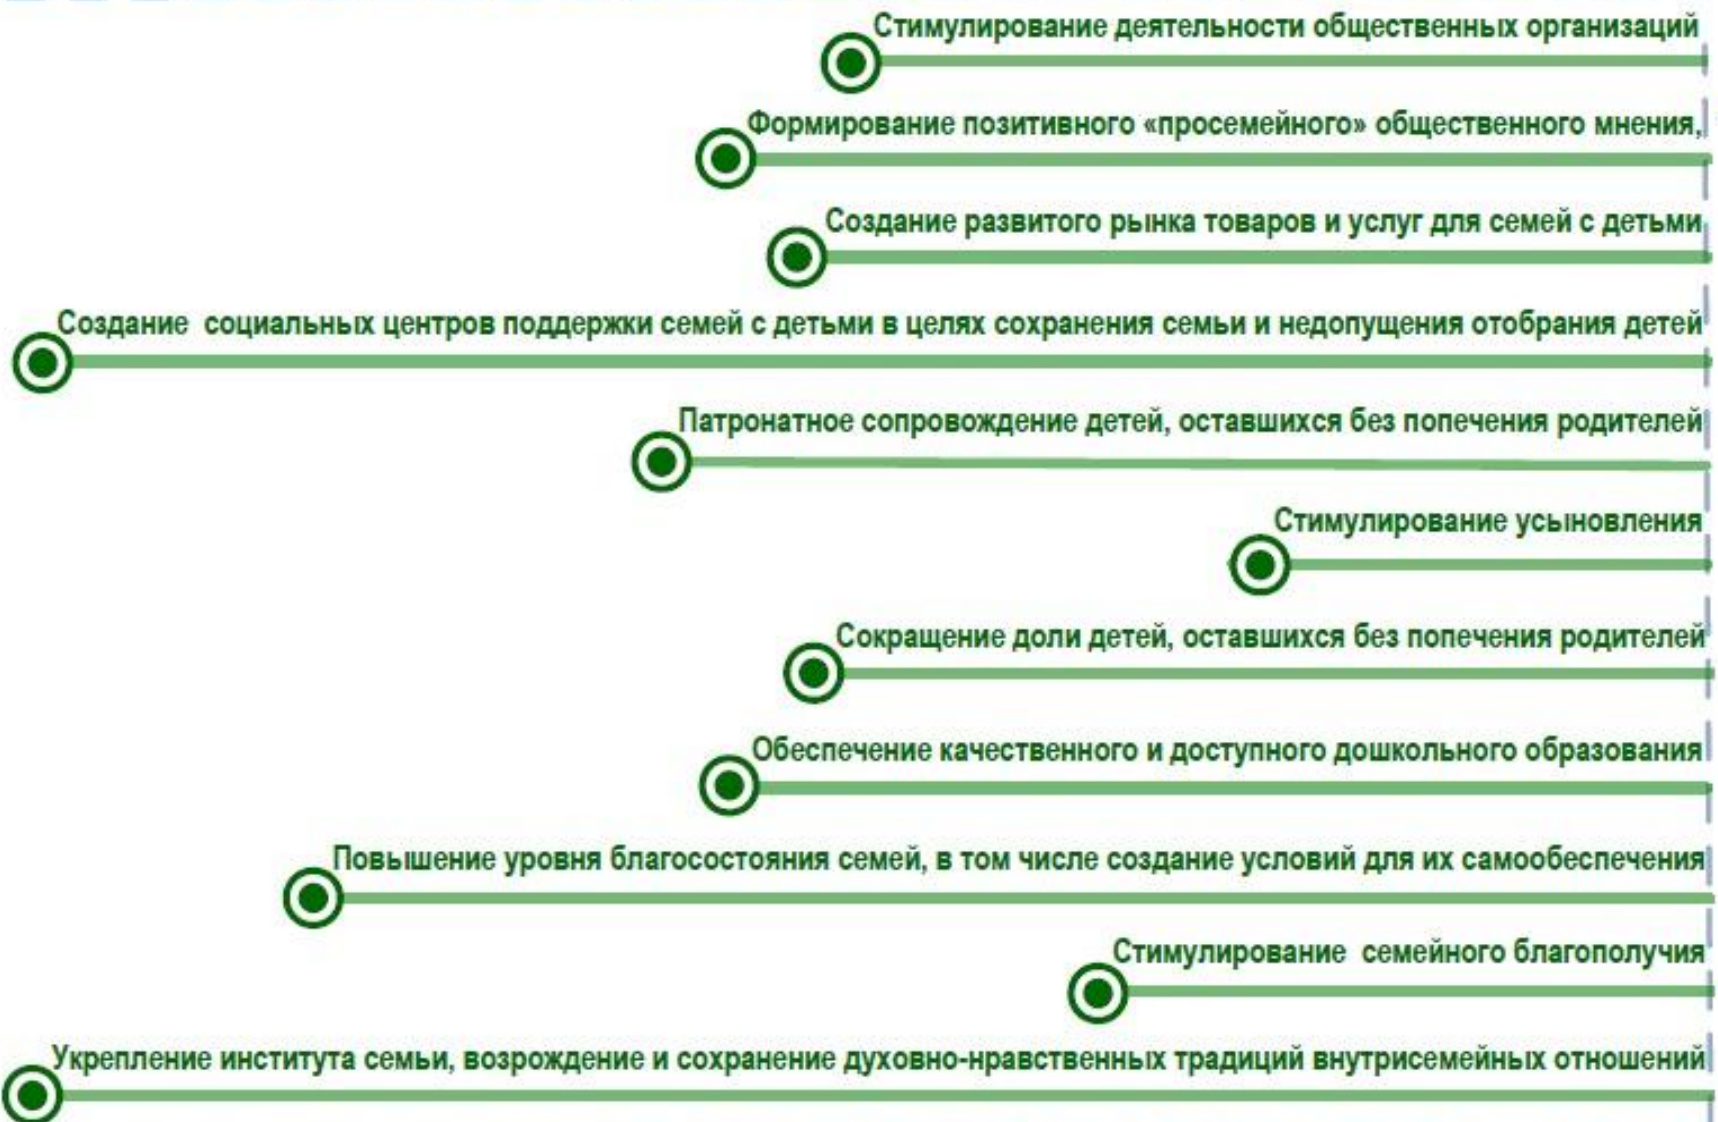 Стимулирование деятельности общественных организаций
Формирование позитивного «просемейного» общественного мнения,
Создание развитого рынка товаров и услуг для семей с детьми
Создание социальных центров поддержки семей с детьми в целях сохранения семьи и недопущения отобрания детей
Патронатное сопровождение детей, оставшихся без попечения родителей
Стимулирование усыновления
Сокращение доли детей, оставшихся без попечения родителей
Обеспечение качественного и доступного дошкольного образования
Повышение уровня благосостояния семей, в том числе создание условий для их самообеспечения
Стимулирование семейного благополучия
Укрепление института семьи, возрождение и сохранение духовно-нравственных традиций внутрисемейных отношений